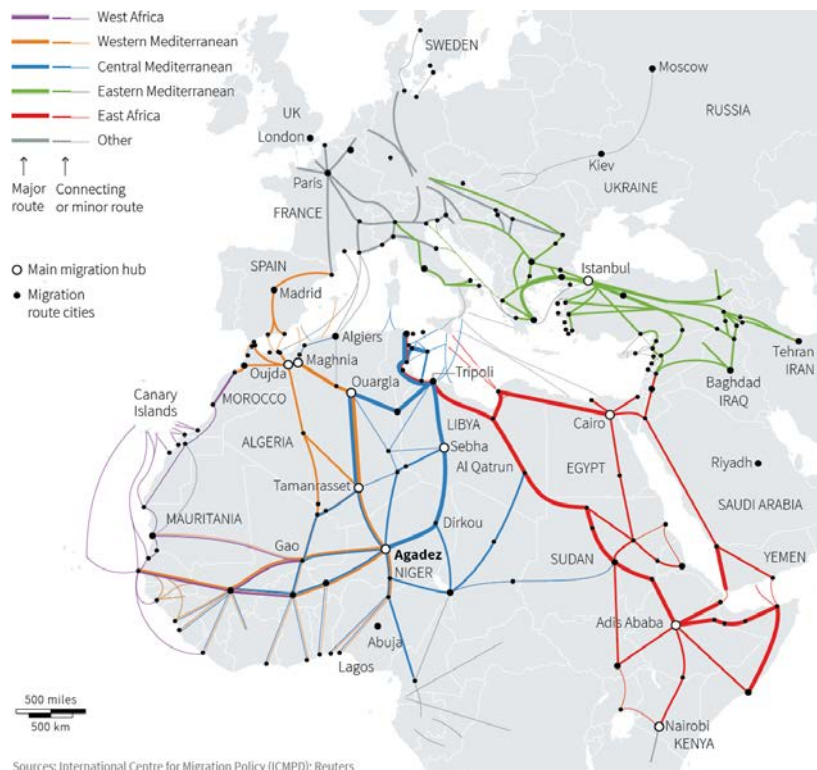 West Africa
Western Mediterranean
Central Mediterranean
Eastern Mediterranean
East Africa
Other
Major
route
Connecting
or minor route
Main migration hub
Migration
route cities
SWEDEN
Moscow
RUSSIA
UK
London
Kiev
UKRAINE
Paris
FRANCE
SPAIN
Madrid
Istanbul
Algiers
Maghnia
Oujda
Ouargla
Tripoli
Tehran
IRAN
Baghdad
IRAQ
Canary
Islands
MOROCCO
LIBYA
Cairo
ALGERIA
Sebha
Al Qatrun
EGYPT
Riyadh
Tamanrasset
SAUDI ARABIA
MAURITANIA
Dirkou
Gao
Agadez
NIGER
SUDAN
YEMEN
Adis Ababa
Abuja
Lagos
500 miles
500 km
Nairobi
KENYA
Sources: International Centre for Migration Policy (ICMPD); Reuters